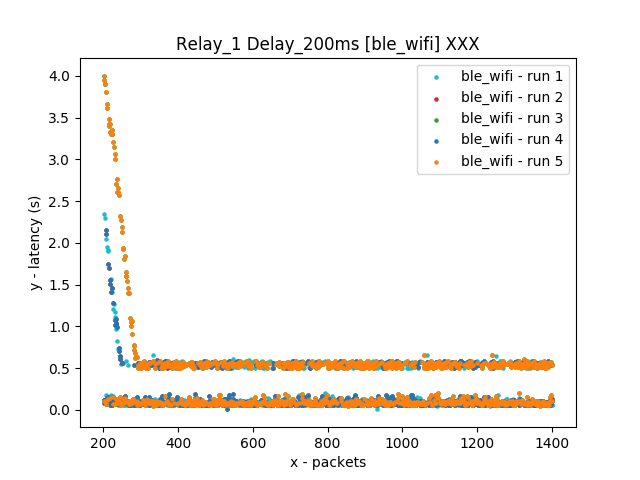 Relay_1 Delay_200ms [ble_wifi] XXX
ble_wifi - run 1
ble_wifi - run 2
ble_wifi - run 3
ble_wifi - run 4
ble_wifi - run 5
y - latency (s)
4.0
3.5
3.0
2.5
2.0
1.5
1.0
0.5
0.0
200 400 600 800 1000 1200 1400
x - packets